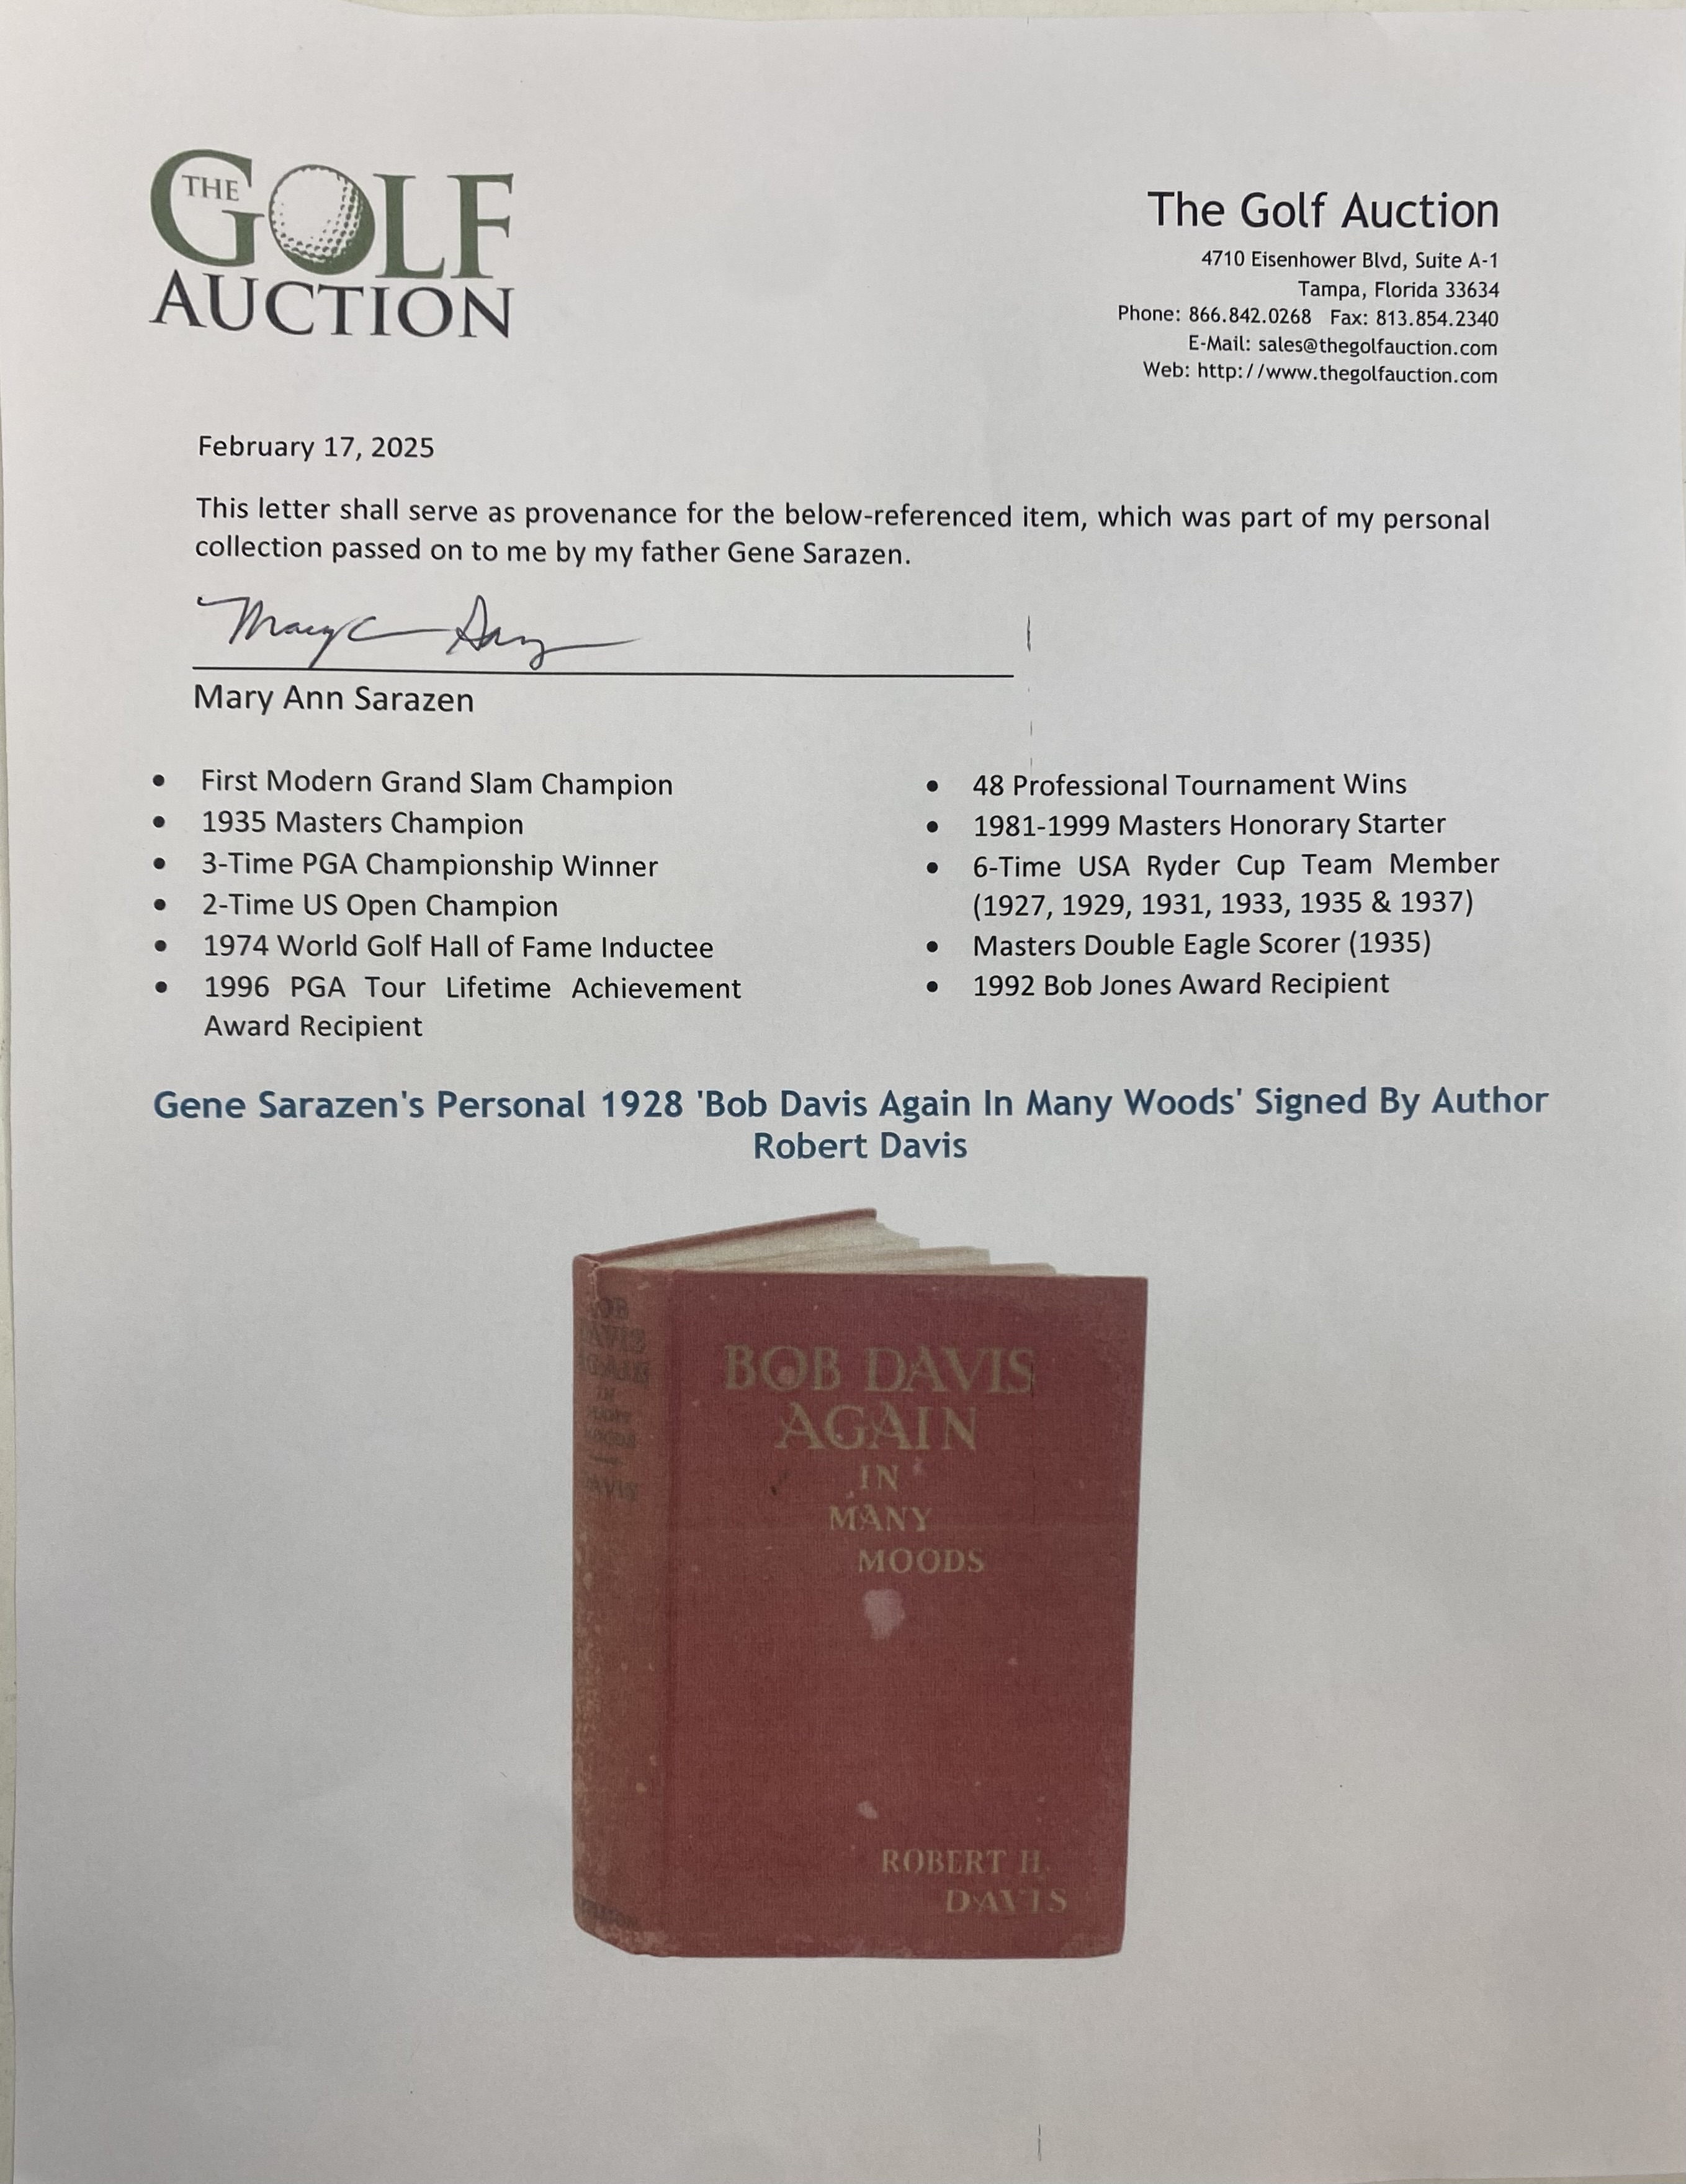 THE
GOLF
AUCTION
The Golf Auction
4710 Eisenhower Blvd, Suite A-1
Tampa, Florida 33634
Phone: 866.842.0268 Fax: 813.854.2340
E-Mail: sales@thegolfauction.com
Web: http://www.thegolfauction.com
February 17, 2025
This letter shall serve as provenance for the below-referenced item, which was part of my personal
collection passed on to me by my father Gene Sarazen.
Mary Ann Sarazen
• First Modern Grand Slam Champion
• 1935 Masters Champion
• 3-Time PGA Championship Winner
• 2-Time US Open Champion
• 1974 World Golf Hall of Fame Inductee
• 1996 PGA Tour Lifetime Achievement
Award Recipient
• 48 Professional Tournament Wins
• 1981-1999 Masters Honorary Starter
• 6-Time USA Ryder Cup Team Member
(1927, 1929, 1931, 1933, 1935 & 1937)
• Masters Double Eagle Scorer (1935)
• 1992 Bob Jones Award Recipient
Gene Sarazen's Personal 1928 'Bob Davis Again In Many Woods' Signed By Author
Robert Davis
BOB DAVIS
AGAIN
IN
MANY
MOODS
ROBERT H.
DAVIS